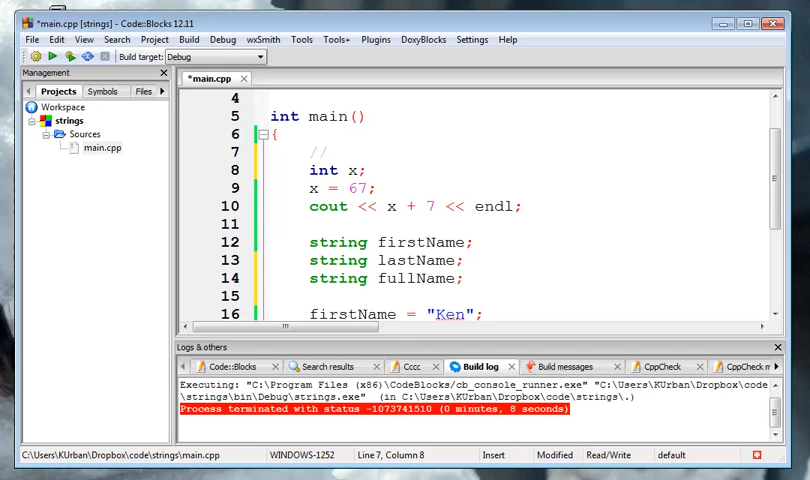 *main.cpp [strings] - Code::Blocks 12.11
File Edit View Search Project Build Debug wxSmith Tools Tools+ Plugins DoxyBlocks Settings Help
Build target: Debug
Management
Projects Symbols Files
Workspace
strings
Sources
main.cpp
*main.cpp
4
5 int main()
6 {
7 //
8 int x;
9 x = 67;
10 cout << x + 7 << endl;
11
12 string firstName;
13 string lastName;
14 string fullName;
15
16 firstName = "Ken";
Logs & others
Code::Blocks Search results Cccc Build log Build messages CppCheck CppCheck m
Executing: "C:\Program Files (x86)\CodeBlocks/cb_console_runner.exe" "C:\Users\KUrban\Dropbox\code
\strings\bin\Debug\strings.exe" (in C:\Users\KUrban\Dropbox\code\strings\.)
Process terminated with status -1073741510 (0 minutes, 8 seconds)
C:\Users\KUrban\Dropbox\code\strings\main.cpp WINDOWS-1252 Line 7, Column 8 Insert Modified Read/Write default